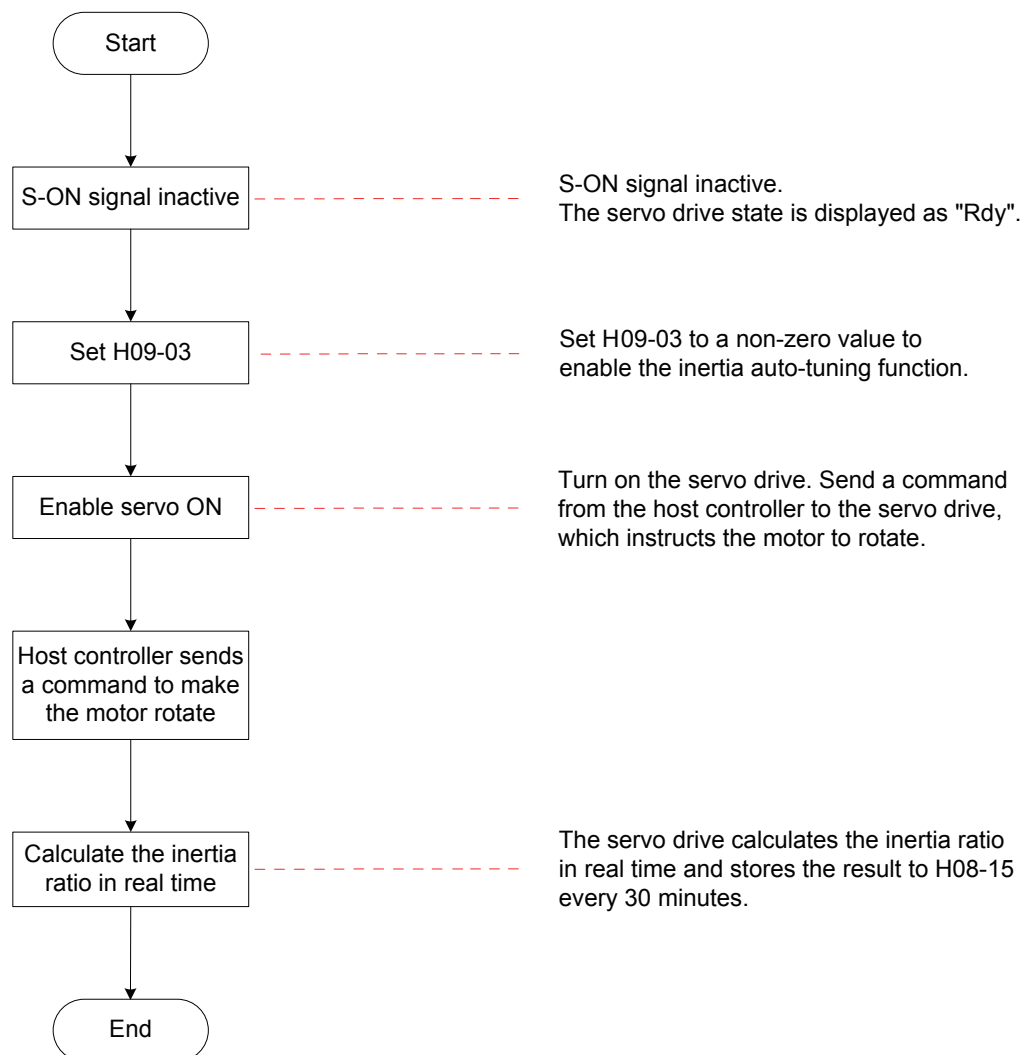 Start
S-ON signal inactive
S-ON signal inactive.
The servo drive state is displayed as "Rdy".
Set H09-03
Set H09-03 to a non-zero value to
enable the inertia auto-tuning function.
Enable servo ON
Turn on the servo drive. Send a command
from the host controller to the servo drive,
which instructs the motor to rotate.
Host controller sends
a command to make
the motor rotate
Calculate the inertia
ratio in real time
The servo drive calculates the inertia ratio
in real time and stores the result to H08-15
every 30 minutes.
End